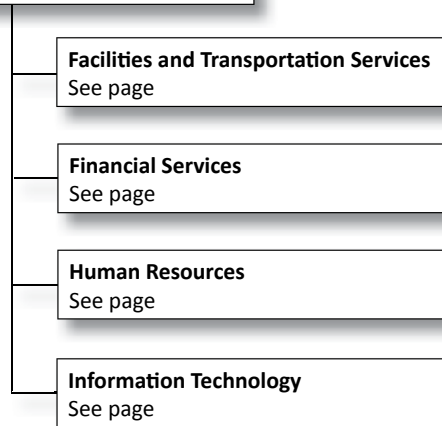 Facilities and Transportation Services
See page
Financial Services
See page
Human Resources
See page
Information Technology
See page